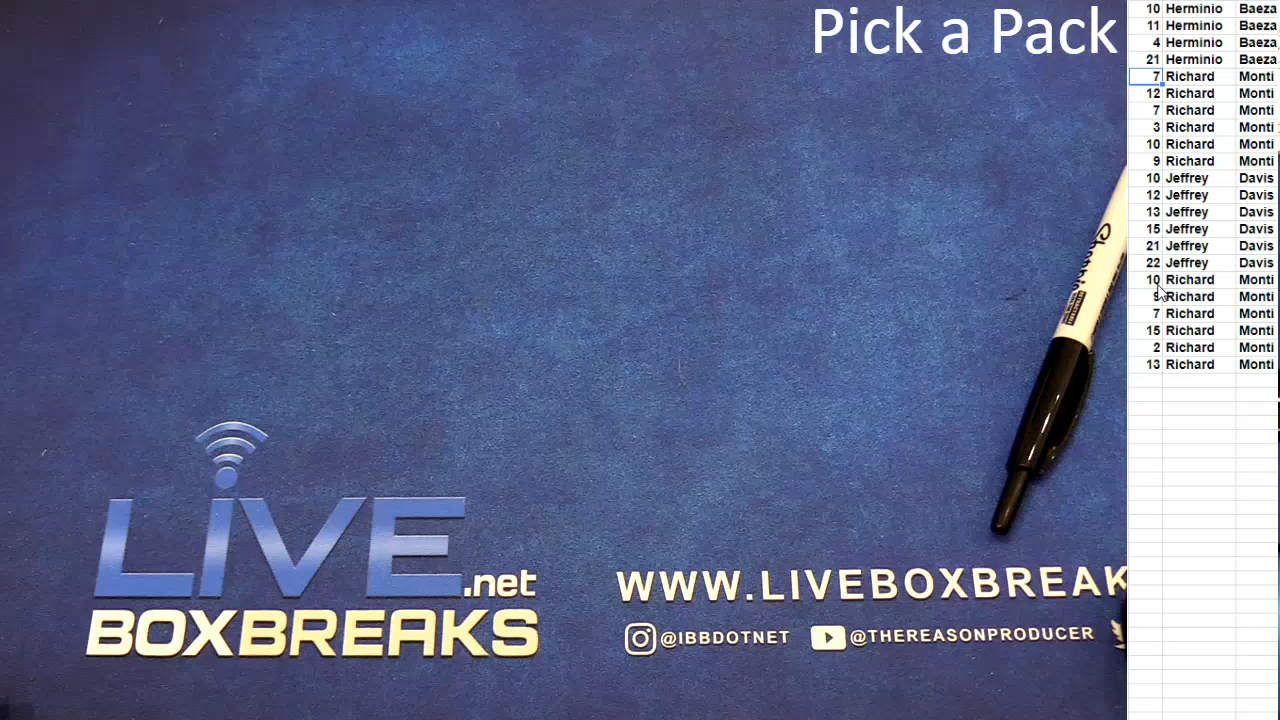 Pick a Pack
10 Herminio Baeza
11 Herminio Baeza
4 Herminio Baeza
21 Herminio Baeza
7 Richard Monti
12 Richard Monti
7 Richard Monti
3 Richard Monti
10 Richard Monti
9 Richard Monti
10 Jeffrey Davis
12 Jeffrey Davis
13 Jeffrey Davis
15 Jeffrey Davis
21 Jeffrey Davis
22 Jeffrey Davis
10 Richard Monti
9 Richard Monti
7 Richard Monti
15 Richard Monti
2 Richard Monti
13 Richard Monti
Sharpie
LIVE.net
BOXBREAKS
WWW.LIVEBOXBREAK
@IBBDOTNET @THEREASONPRODUCER